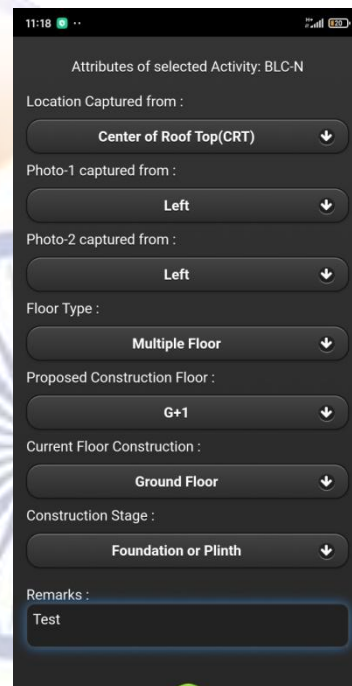 11:18
Attributes of selected Activity: BLC-N
Location Captured from :
Center of Roof Top(CRT)
Photo-1 captured from :
Left
Photo-2 captured from :
Left
Floor Type :
Multiple Floor
Proposed Construction Floor :
G+1
Current Floor Construction :
Ground Floor
Construction Stage :
Foundation or Plinth
Remarks :
Test